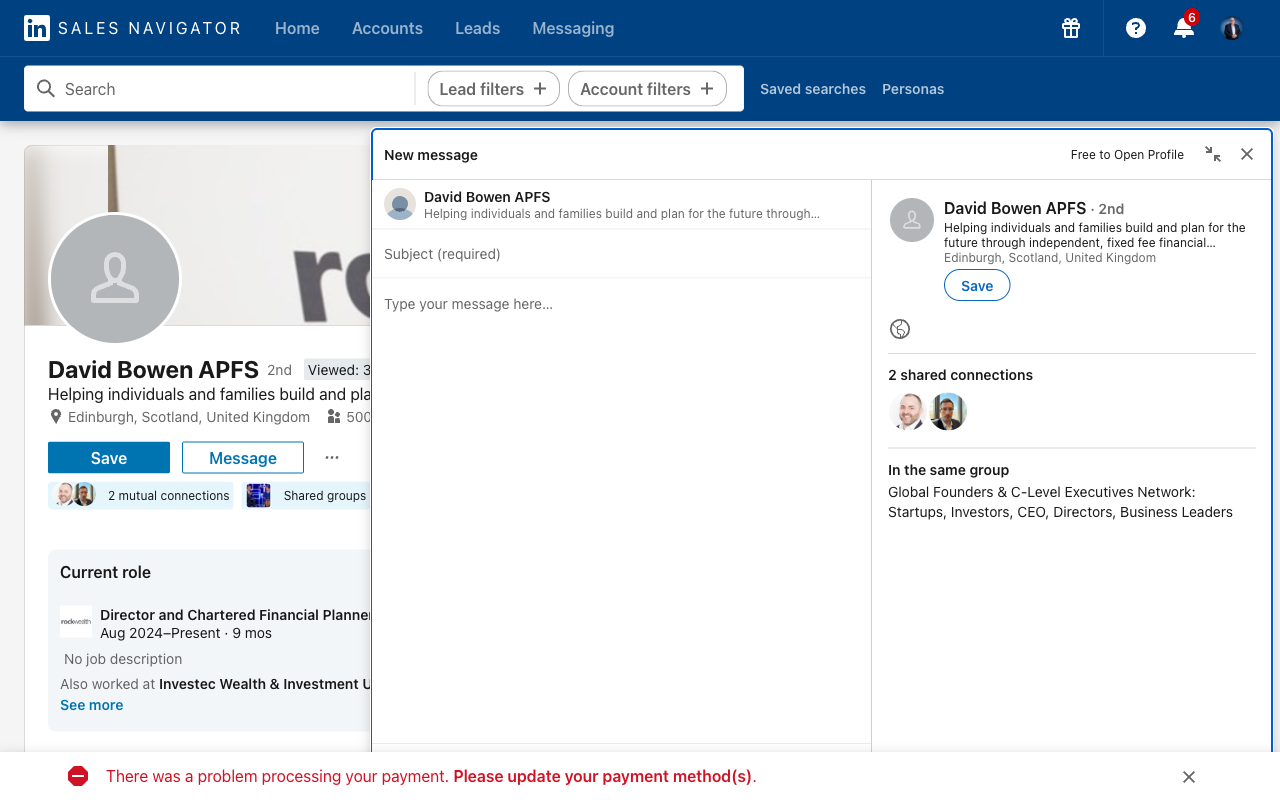 in SALES NAVIGATOR Home Accounts Leads Messaging 6
Search Lead filters + Account filters + Saved searches Personas
New message Free to Open Profile
David Bowen APFS
Helping individuals and families build and plan for the future through...
Subject (required)
Type your message here...
David Bowen APFS · 2nd
Helping individuals and families build and plan for the
future through independent, fixed fee financial...
Edinburgh, Scotland, United Kingdom
Save
2 shared connections
In the same group
Global Founders & C-Level Executives Network:
Startups, Investors, CEO, Directors, Business Leaders
David Bowen APFS 2nd Viewed: 3
Helping individuals and families build and pla
Edinburgh, Scotland, United Kingdom 500
Save Message ...
2 mutual connections Shared groups
Current role
rockwealth
Director and Chartered Financial Planner
Aug 2024–Present · 9 mos
No job description
Also worked at Investec Wealth & Investment U
See more
There was a problem processing your payment. Please update your payment method(s).